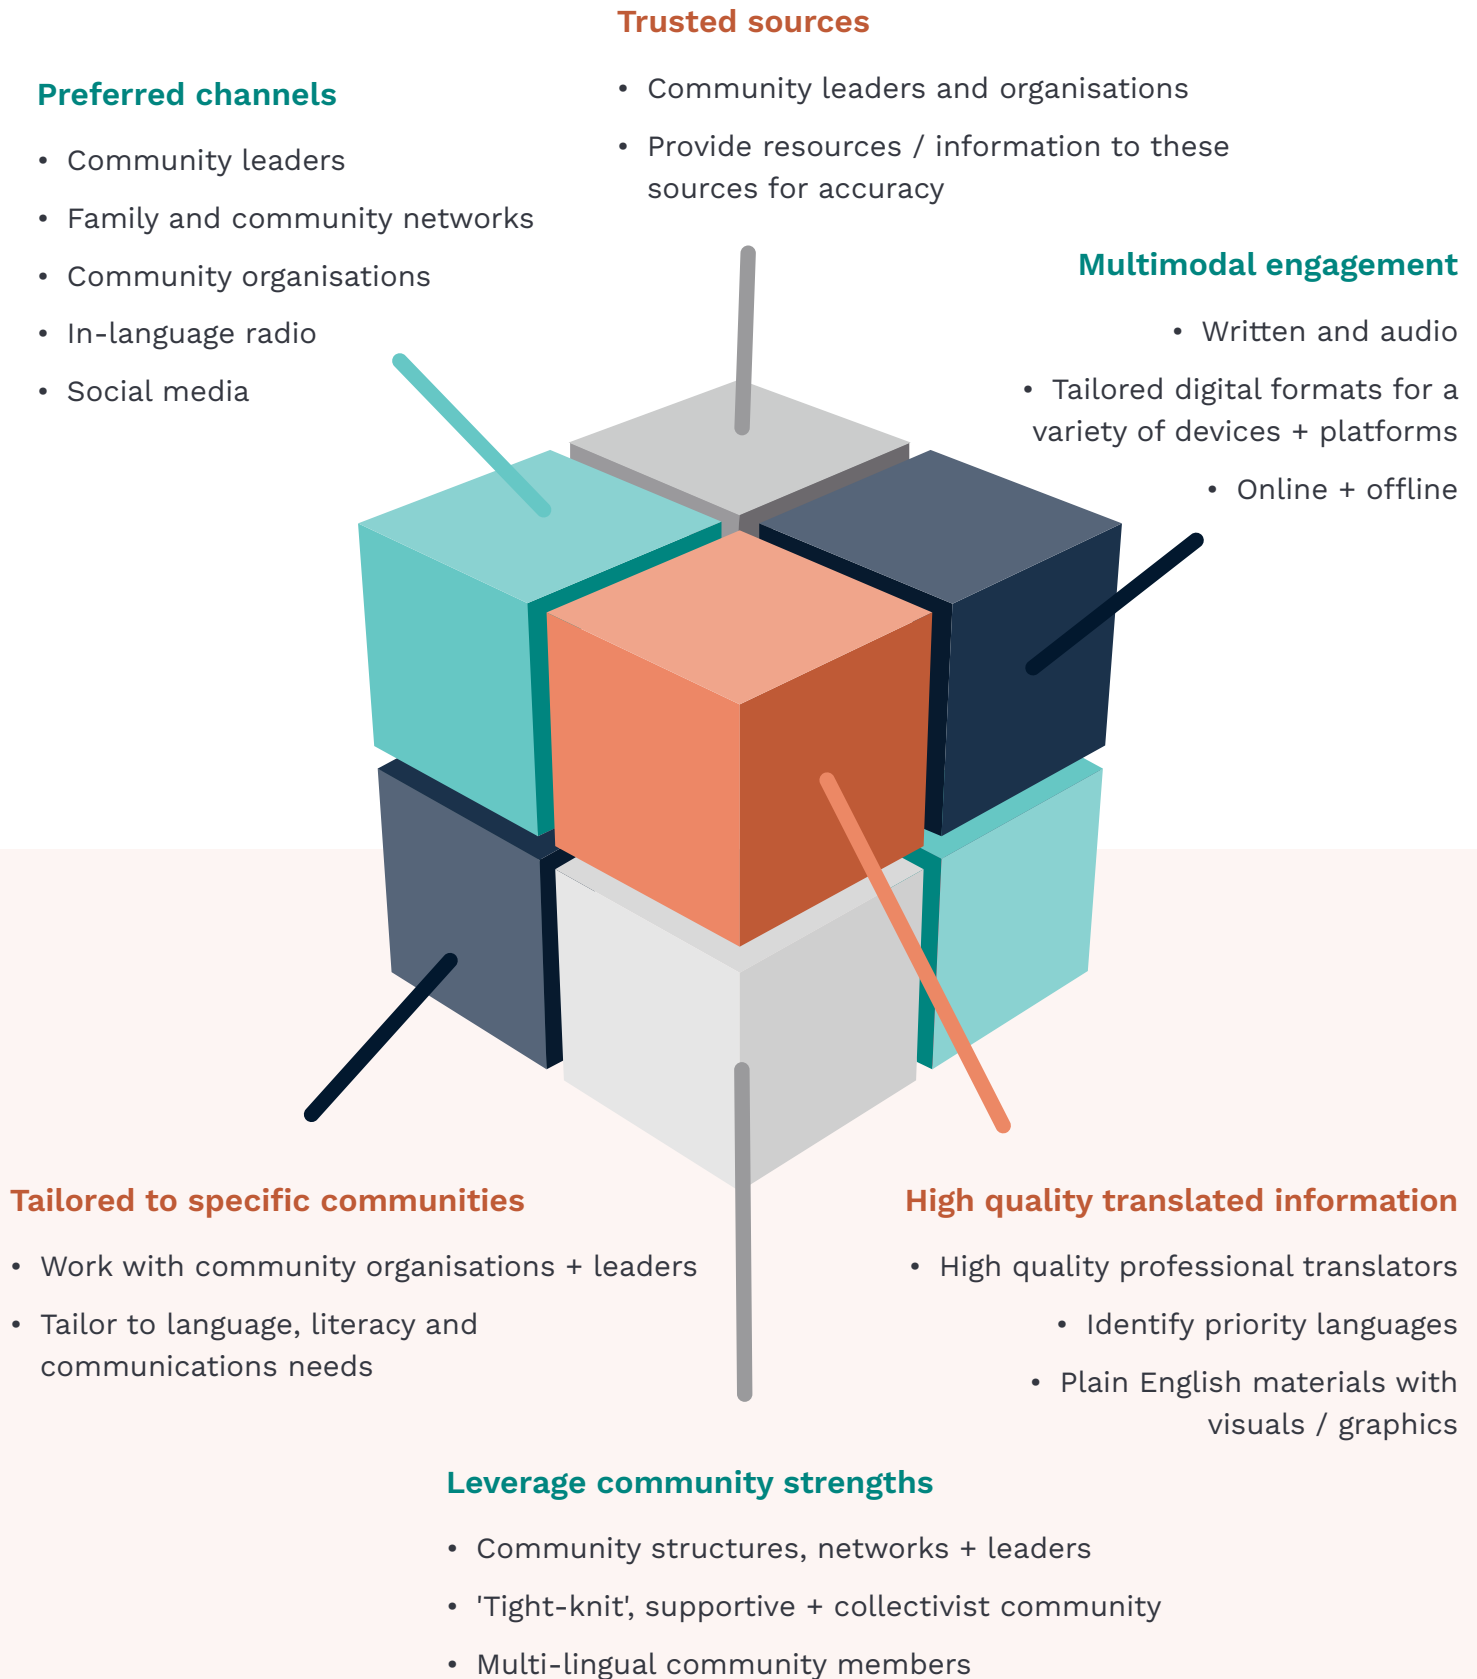 Trusted sources
• Community leaders and organisations
• Provide resources / information to these
sources for accuracy
Preferred channels
• Community leaders
• Family and community networks
• Community organisations
• In-language radio
• Social media
Multimodal engagement
• Written and audio
• Tailored digital formats for a
variety of devices + platforms
• Online + offline
Tailored to specific communities
• Work with community organisations + leaders
• Tailor to language, literacy and
communications needs
High quality translated information
• High quality professional translators
• Identify priority languages
• Plain English materials with
visuals / graphics
Leverage community strengths
• Community structures, networks + leaders
• 'Tight-knit', supportive + collectivist community
• Multi-lingual community members